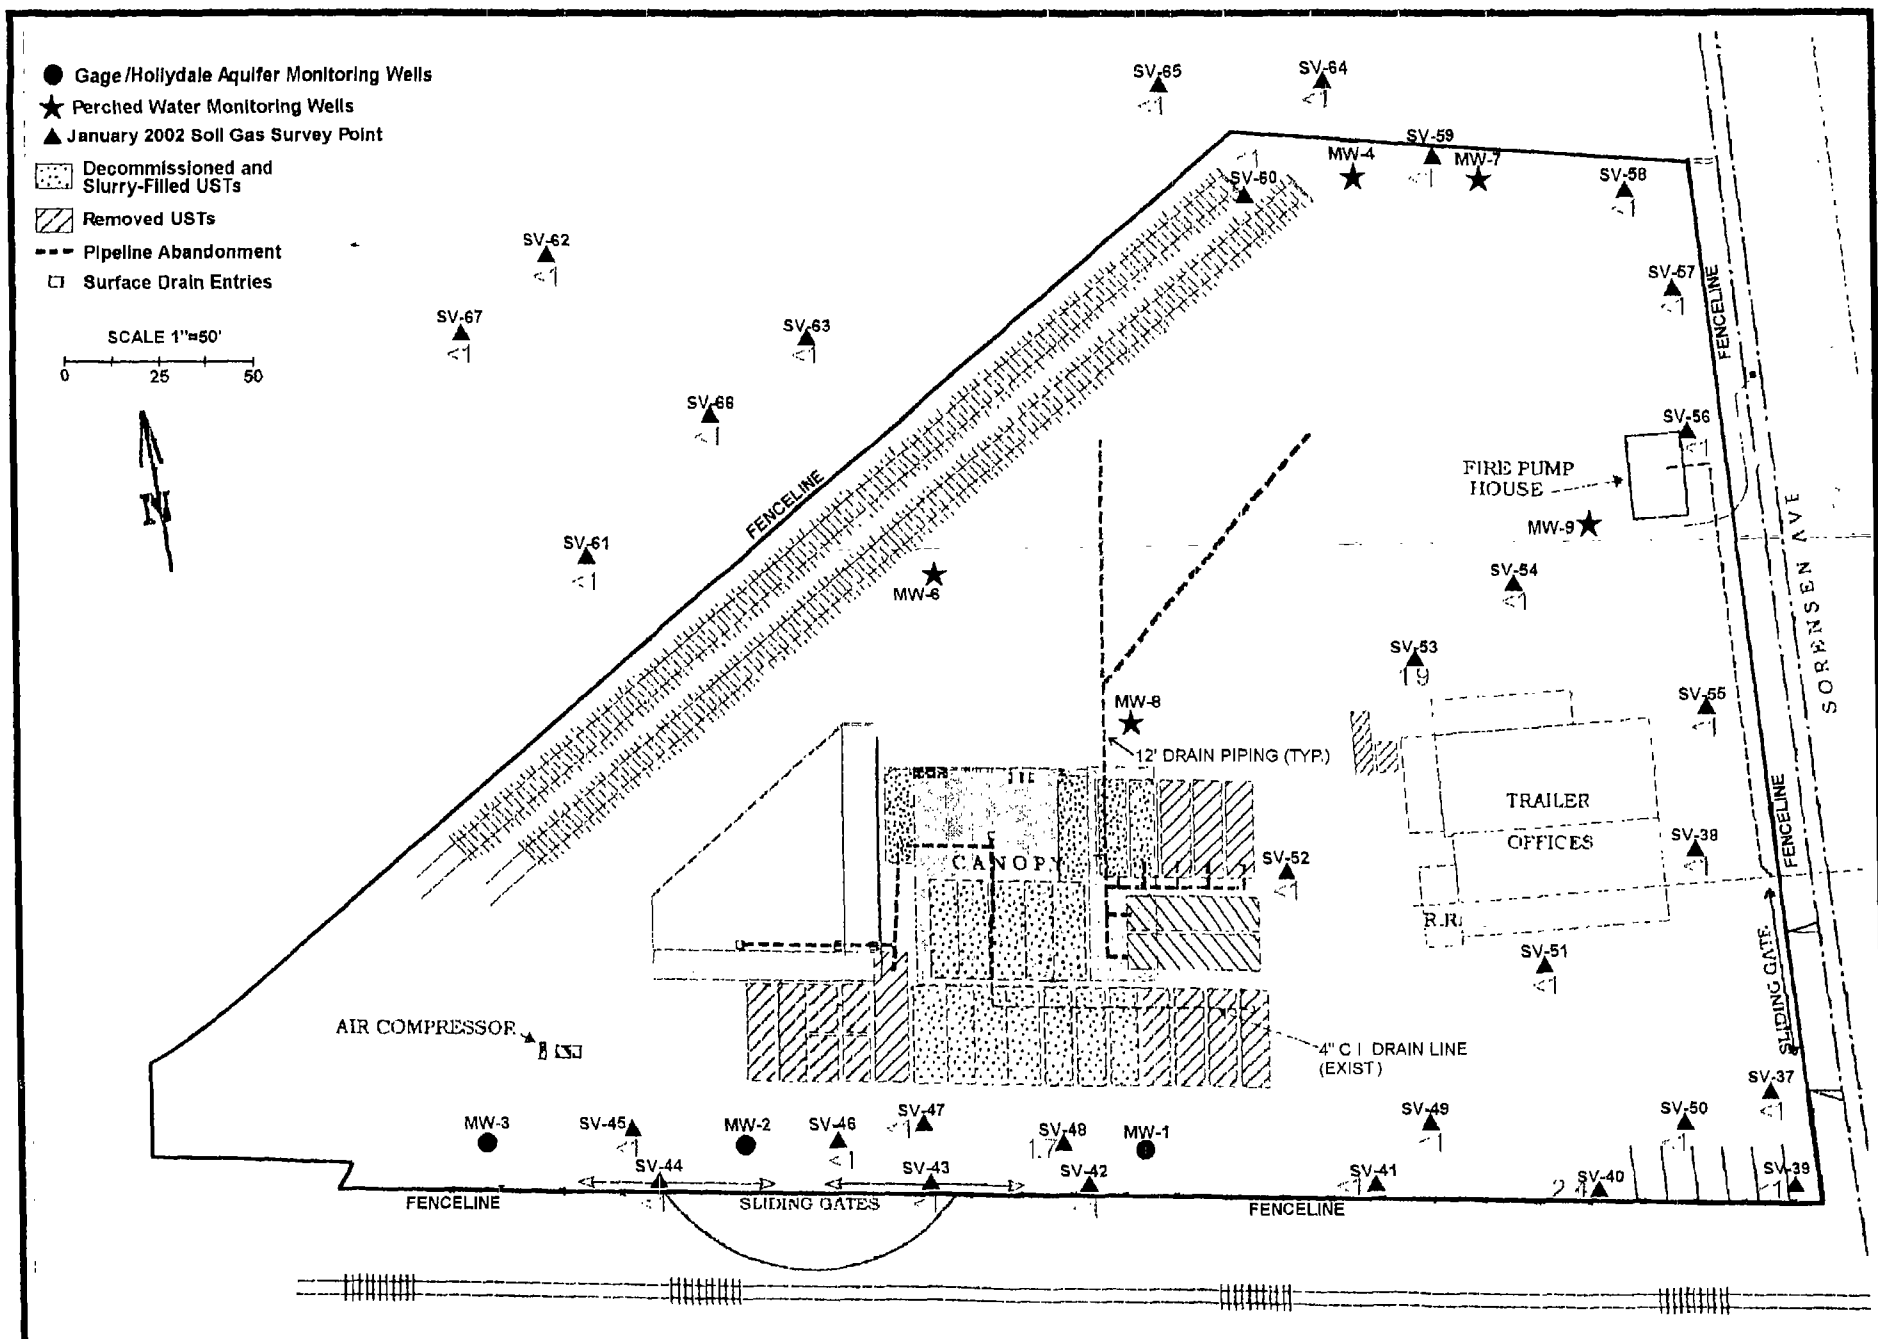 Gage/Hollydale Aquifer Monitoring Wells
Perched Water Monitoring Wells
January 2002 Soil Gas Survey Point
Decommissioned and
Slurry-Filled USTs
Removed USTs
Pipeline Abandonment
Surface Drain Entries
SCALE 1"=50'
0 25 50
N
SV-65
<1
SV-64
<1
SV-59
<1
MW-4
MW-7
SV-60
SV-58
<1
SV-62
<1
SV-57
<1
SV-67
<1
SV-63
<1
FENCELINE
SV-66
<1
SV-56
<1
FIRE PUMP
HOUSE
FENCELINE
MW-9
SORENSEN AVE
SV-61
<1
MW-6
SV-54
<1
SV-53
19
SV-55
<1
MW-8
12' DRAIN PIPING (TYP.)
TRAILER
OFFICES
FENCELINE
SV-38
<1
CANOPY
SV-52
<1
R.R.
SV-51
<1
SLIDING GATE
AIR COMPRESSOR
4" C I DRAIN LINE
(EXIST)
SV-37
<1
MW-3
SV-45
<1
MW-2
SV-46
<1
SV-47
<1
SV-48
17
MW-1
SV-49
<1
SV-50
<1
SV-44
<1
SV-43
<1
SV-42
<1
SV-41
<1
SV-40
SV-39
<1
FENCELINE
SLIDING GATES
FENCELINE